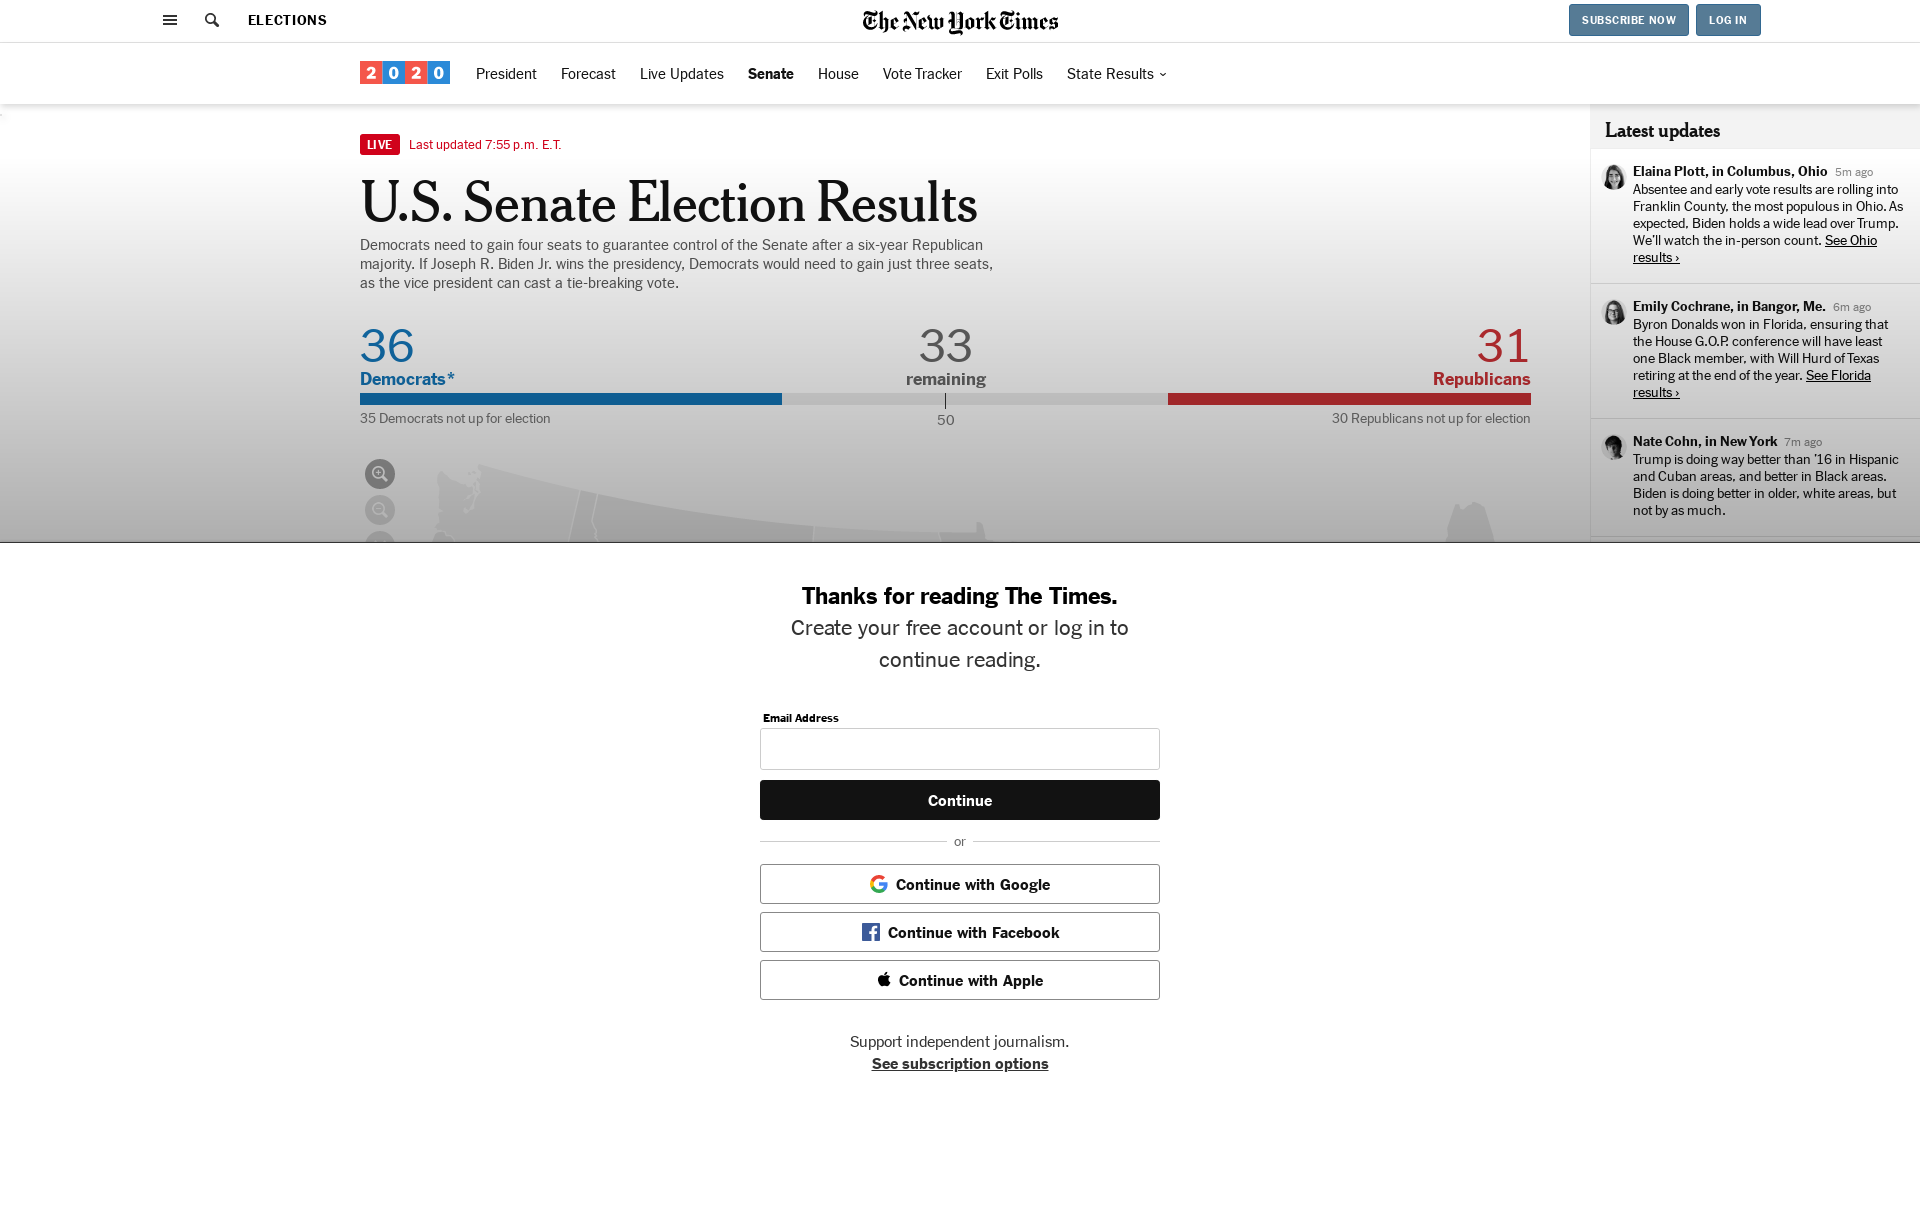 ELECTIONS
The New York Times
SUBSCRIBE NOW
LOG IN
2020
President
Forecast
Live Updates
Senate
House
Vote Tracker
Exit Polls
State Results
LIVE
Last updated 7:55 p.m. E.T.
U.S. Senate Election Results
Democrats need to gain four seats to guarantee control of the Senate after a six-year Republican
majority. If Joseph R. Biden Jr. wins the presidency, Democrats would need to gain just three seats,
as the vice president can cast a tie-breaking vote.
36
Democrats*
33
remaining
31
Republicans
35 Democrats not up for election
50
30 Republicans not up for election
Latest updates
Elaina Plott, in Columbus, Ohio 5m ago
Absentee and early vote results are rolling into
Franklin County, the most populous in Ohio. As
expected, Biden holds a wide lead over Trump.
We'll watch the in-person count. See Ohio
results ›
Emily Cochrane, in Bangor, Me. 6m ago
Byron Donalds won in Florida, ensuring that
the House G.O.P. conference will have least
one Black member, with Will Hurd of Texas
retiring at the end of the year. See Florida
results ›
Nate Cohn, in New York 7m ago
Trump is doing way better than '16 in Hispanic
and Cuban areas, and better in Black areas.
Biden is doing better in older, white areas, but
not by as much.
Thanks for reading The Times.
Create your free account or log in to
continue reading.
Email Address
Continue
or
Continue with Google
Continue with Facebook
Continue with Apple
Support independent journalism.
See subscription options